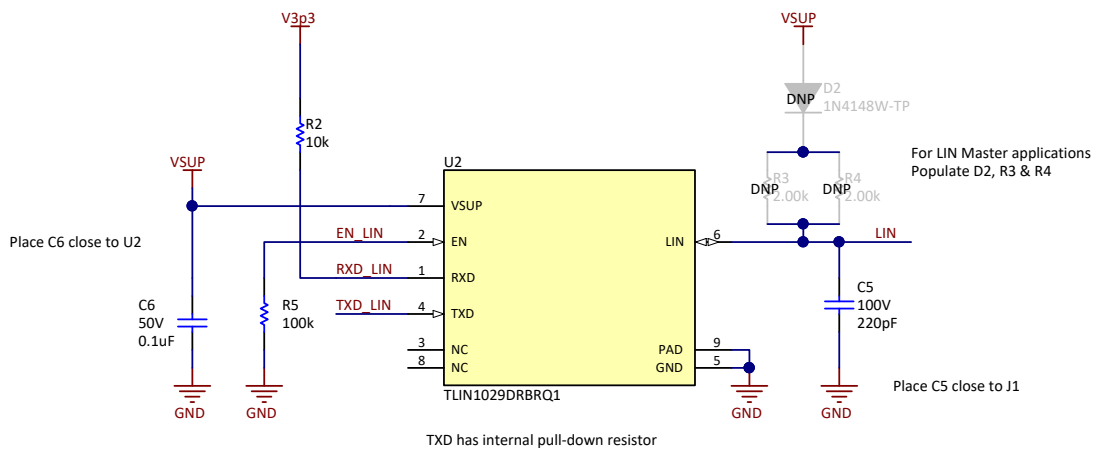 V3p3
VSUP
D2
DNP
1N4148W-TP
R2
10k
For LIN Master applications
Populate D2, R3 & R4
VSUP
U2
R3
DNP
2.00k
R4
DNP
2.00k
7
VSUP
Place C6 close to U2
EN_LIN
2
EN
LIN
6
LIN
RXD_LIN
1
RXD
C6
50V
0.1uF
R5
100k
TXD_LIN
4
TXD
C5
100V
220pF
3
NC
PAD
9
8
NC
GND
5
Place C5 close to J1
TLIN1029DRBRQ1
GND
GND
GND
GND
TXD has internal pull-down resistor